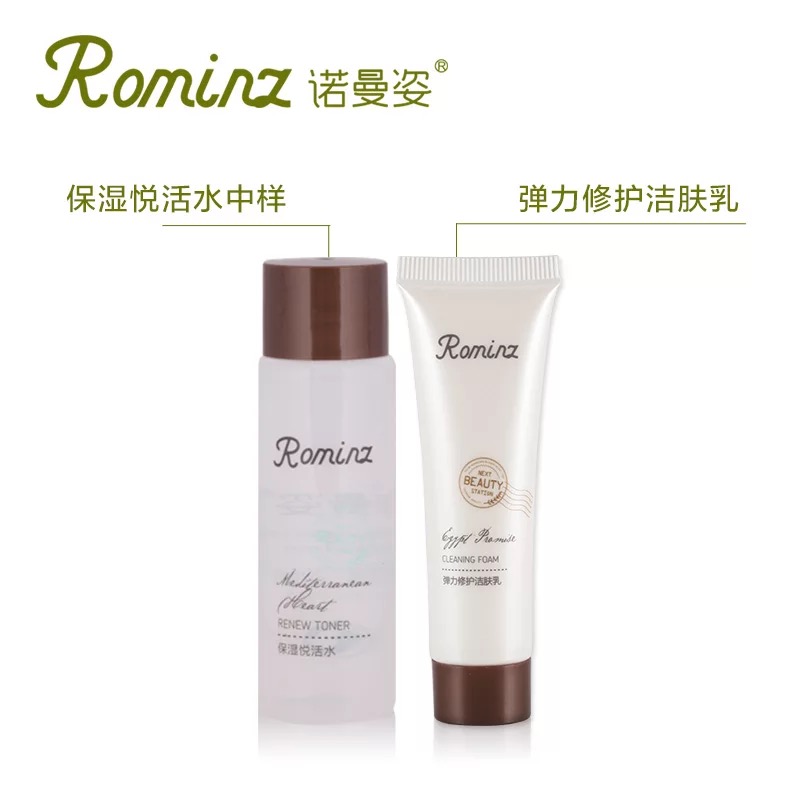 Rominz 诺曼姿®
保湿悦活水中样
弹力修护洁肤乳
Rominz
Mediterranean
Heart
RENEW TONER
保湿悦活水
Rominz
NEXT
BEAUTY
STATION
Egypt Promise
CLEANING FOAM
弹力修护洁肤乳